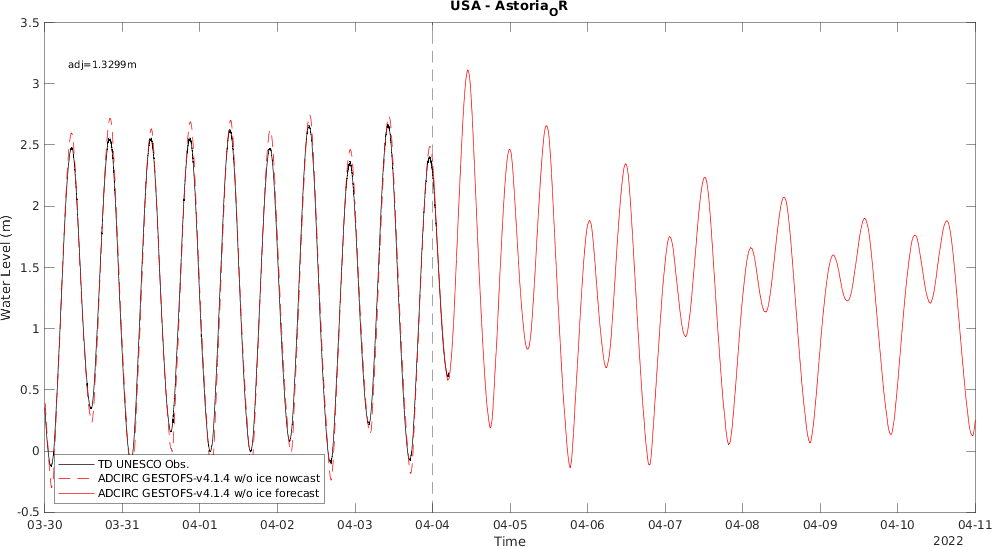 USA - Astoria_OR
adj=1.3299m
3.5
3
2.5
2
1.5
1
0.5
0
-0.5
Water Level (m)
TD UNESCO Obs.
ADCIRC GESTOFS-v4.1.4 w/o ice nowcast
ADCIRC GESTOFS-v4.1.4 w/o ice forecast
03-30 03-31 04-01 04-02 04-03 04-04 04-05 04-06 04-07 04-08 04-09 04-10 04-11
Time
2022